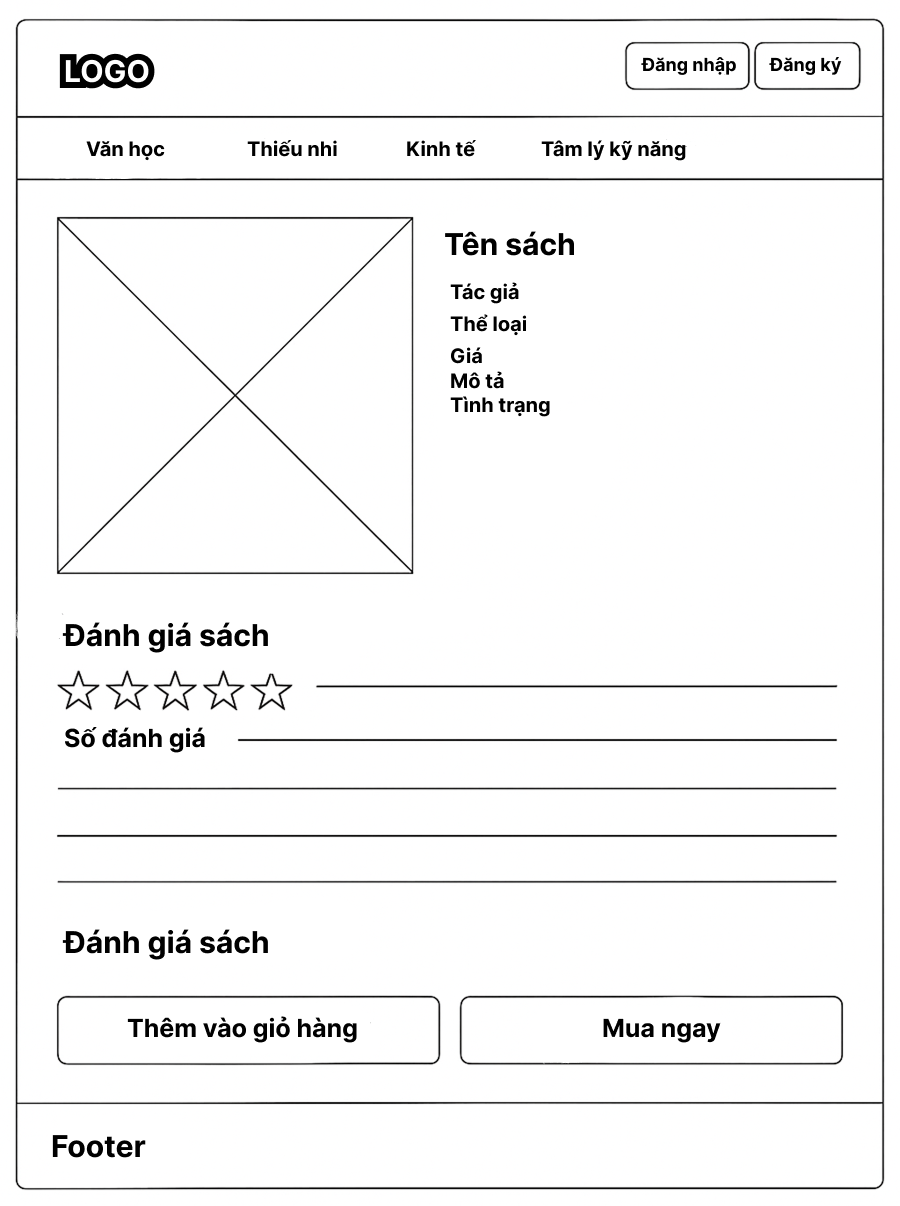 LOGO
Đăng nhập
Đăng ký
Văn học
Thiếu nhi
Kinh tế
Tâm lý kỹ năng
Tên sách
Tác giả
Thể loại
Giá
Mô tả
Tình trạng
Đánh giá sách
Số đánh giá
Đánh giá sách
Thêm vào giỏ hàng
Mua ngay
Footer